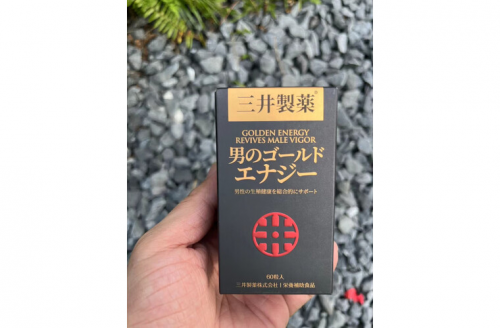 三井製薬
GOLDEN ENERGY
REVIVES MALE VIGOR
男のゴールド
エナジー
男性の生殖健康を総合的にサポート
60粒入
三井製薬株式会社 | 栄養補助食品